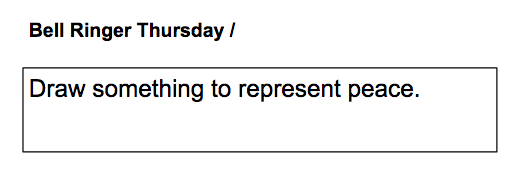 Bell Ringer Thursday /
Draw something to represent peace.